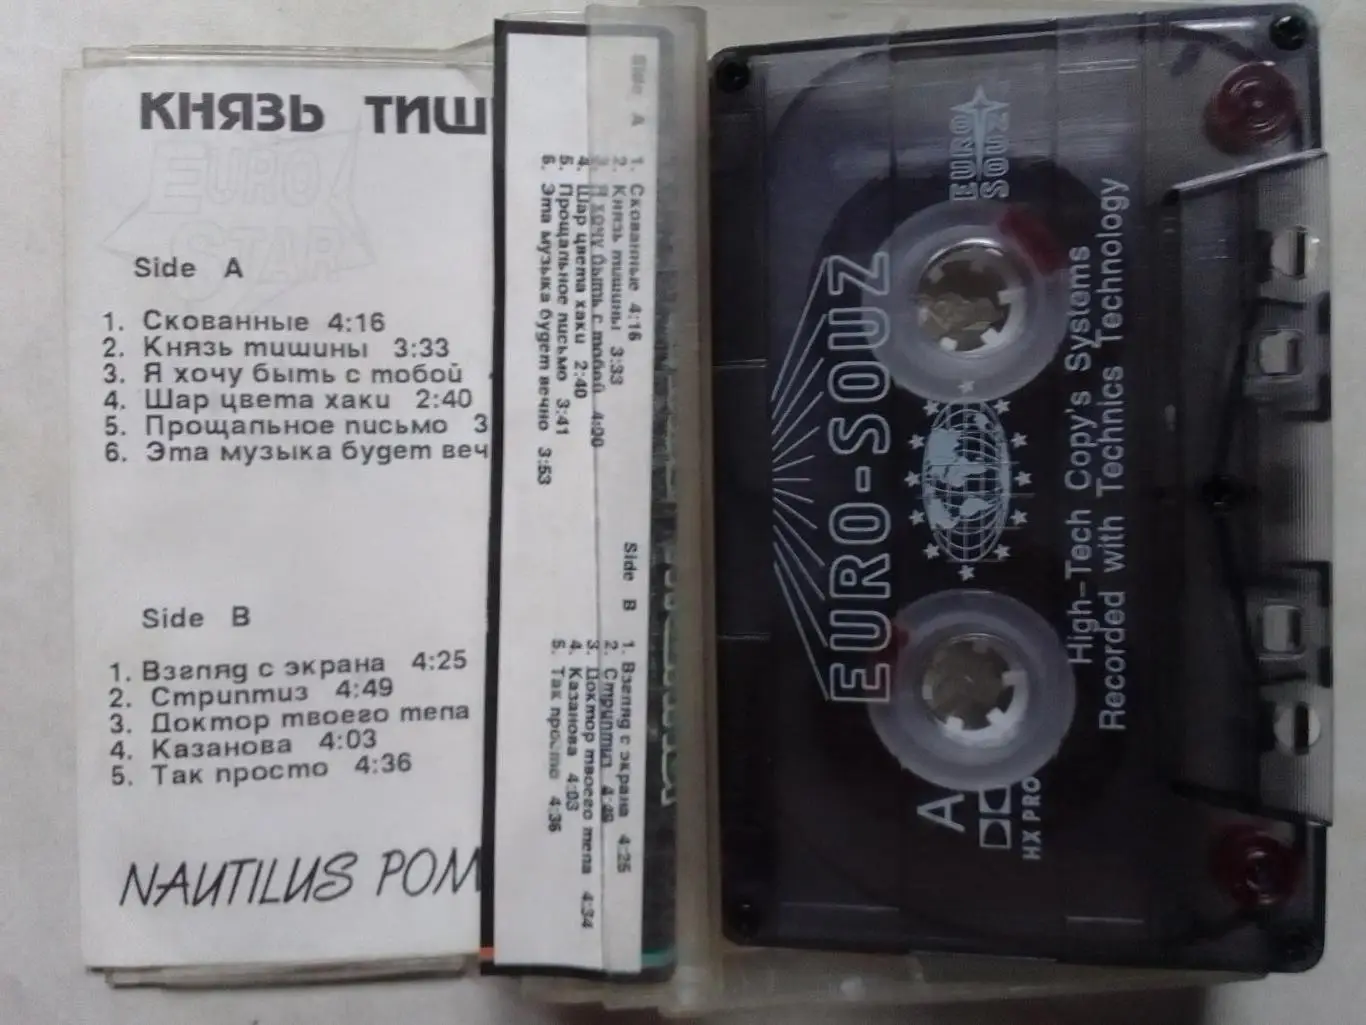 КНЯЗЬ ТИШ
EURO
STAR
Side A
1. Скованные 4:16
2. Князь тишины 3:33
3. Я хочу быть с тобой
4. Шар цвета хаки 2:40
5. Прощальное письмо 3
6. Эта музыка будет веч
Side B
1. Взгляд с экрана 4:25
2. Стриптиз 4:49
3. Доктор твоего тела
4. Казанова 4:03
5. Так просто 4:36
NAUTILUS POM
Side A
1. Скованные 4:16
2. Князь тишины 3:33
3. Я хочу быть с тобой 4:00
4. Шар цвета хаки 2:40
5. Прощальное письмо 3:41
6. Эта музыка будет вечно 3:53
Side B
1. Взгляд с экрана 4:25
2. Стриптиз 4:49
3. Доктор твоего тела 4:34
4. Казанова 4:03
5. Так просто 4:36
EURO
SOUZ
EURO-SOUZ
High-Tech Copy's Systems
Recorded with Technics Technology
A
HX PRO